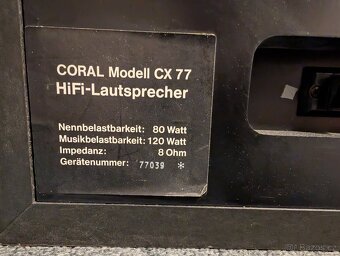 CORAL Modell CX 77
HiFi-Lautsprecher
Nennbelastbarkeit: 80 Watt
Musikbelastbarkeit: 120 Watt
Impedanz: 8 Ohm
Gerätenummer: 77039 *